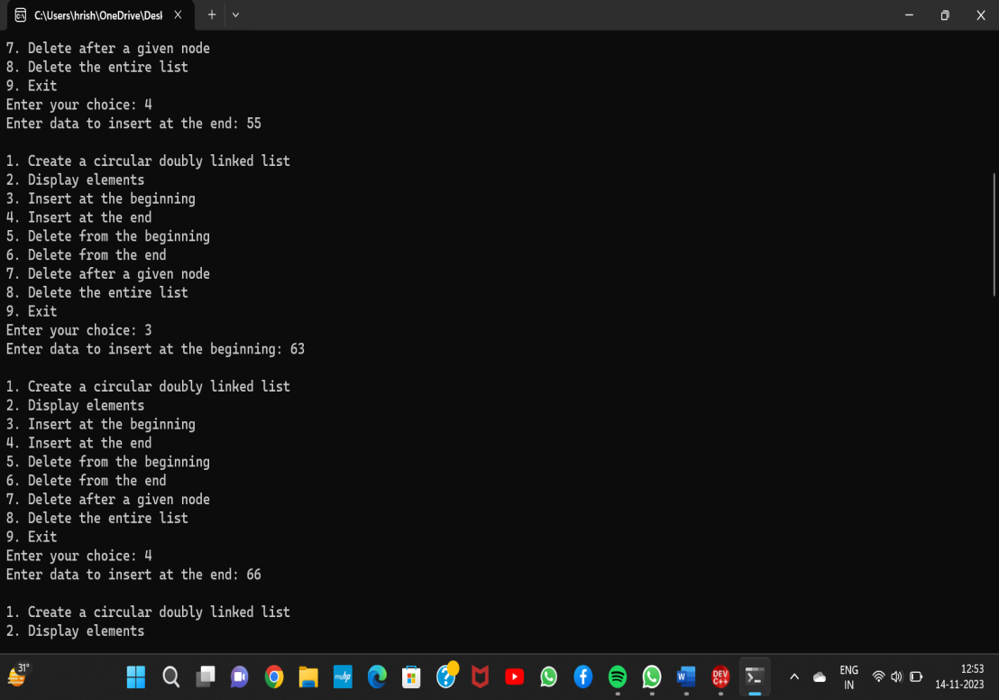 C:\Users\hrish\OneDrive\Desl
7. Delete after a given node
8. Delete the entire list
9. Exit
Enter your choice: 4
Enter data to insert at the end: 55
1. Create a circular doubly linked list
2. Display elements
3. Insert at the beginning
4. Insert at the end
5. Delete from the beginning
6. Delete from the end
7. Delete after a given node
8. Delete the entire list
9. Exit
Enter your choice: 3
Enter data to insert at the beginning: 63
1. Create a circular doubly linked list
2. Display elements
3. Insert at the beginning
4. Insert at the end
5. Delete from the beginning
6. Delete from the end
7. Delete after a given node
8. Delete the entire list
9. Exit
Enter your choice: 4
Enter data to insert at the end: 66
1. Create a circular doubly linked list
2. Display elements
31°
myhp
W
DEV C++
ENG
IN
12:53
14-11-2023